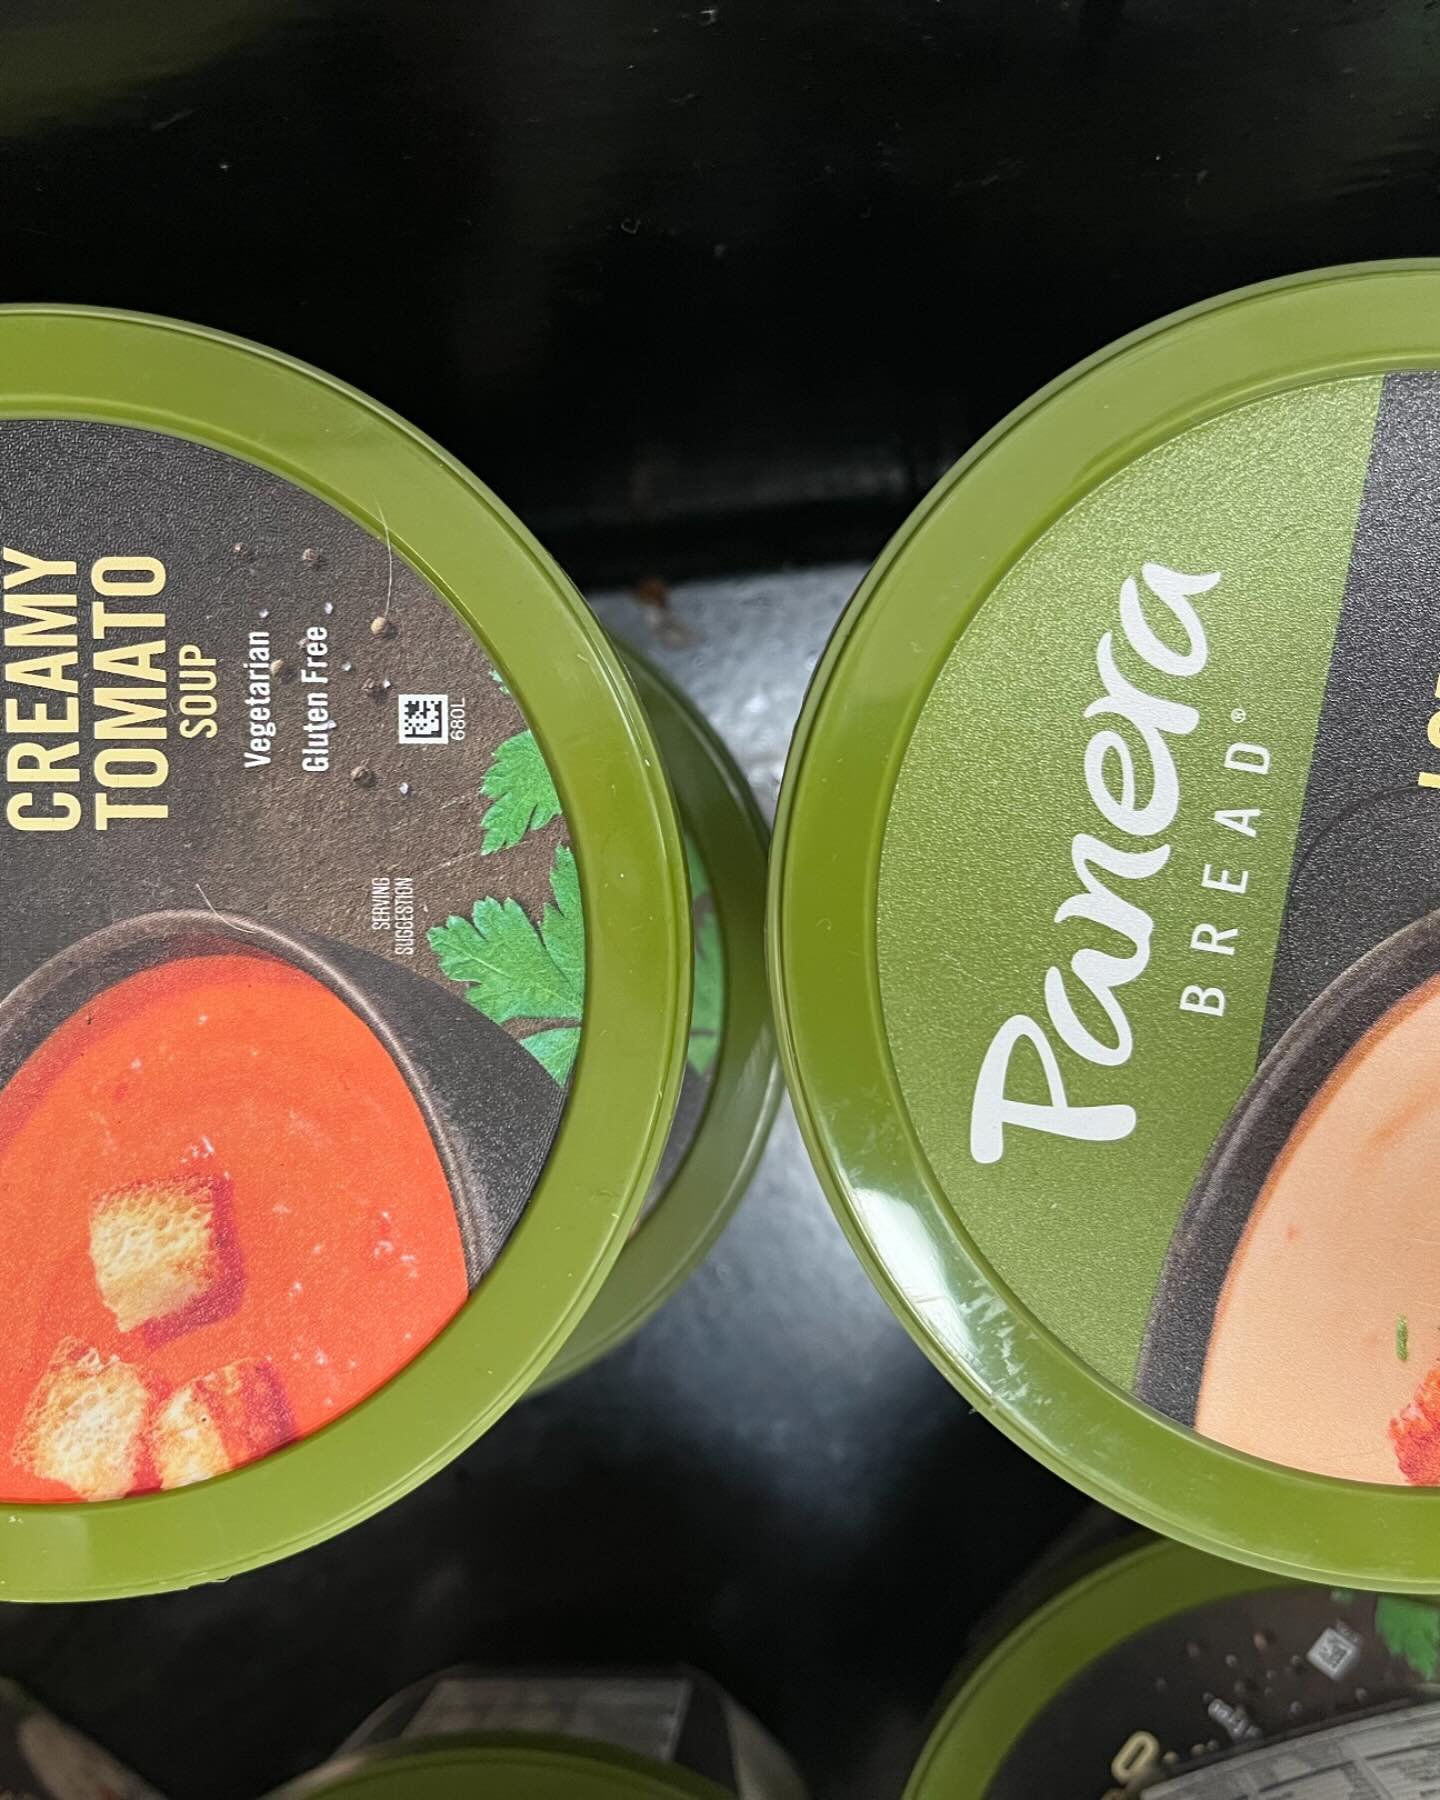 CREAMY
TOMATO
SOUP
Vegetarian
Gluten Free
680L
SERVING
SUGGESTION
Panera
BREAD®